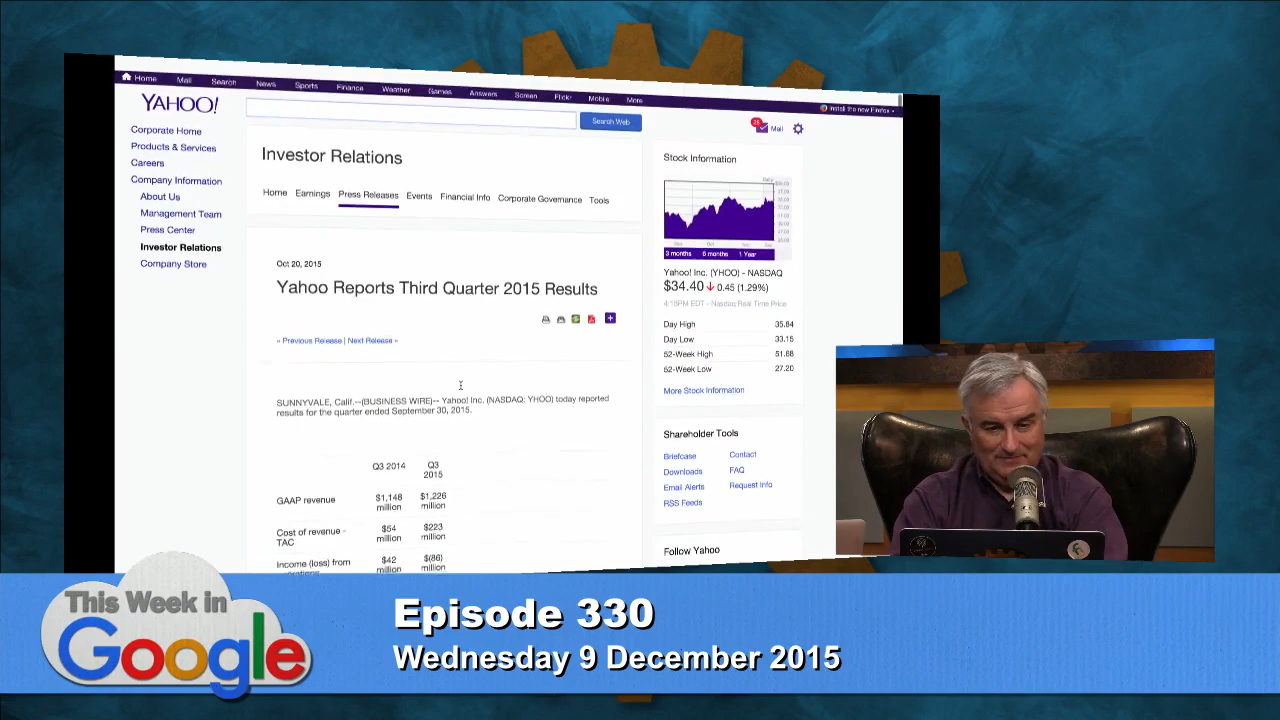 Home Mail Search News Sports Finance Weather Games Answers Screen Flickr Mobile More
Install the new Firefox
YAHOO!
Search Web
Mail
Corporate Home
Products & Services
Careers
Company Information
About Us
Management Team
Press Center
Investor Relations
Company Store
Investor Relations
Home Earnings Press Releases Events Financial Info Corporate Governance Tools
Oct 20, 2015
Yahoo Reports Third Quarter 2015 Results
« Previous Release | Next Release »
SUNNYVALE, Calif.--(BUSINESS WIRE)-- Yahoo! Inc. (NASDAQ: YHOO) today reported
results for the quarter ended September 30, 2015.
Q3 2014 Q3
2015
GAAP revenue $1,148 $1,226
million million
Cost of revenue - $54 $223
TAC million million
Income (loss) from $42 $(86)
million million
Stock Information
Daily
3 months 6 months 1 Year
Yahoo! Inc. (YHOO) - NASDAQ
$34.40 0.45 (1.29%)
4:15PM EDT - Nasdaq Real Time Price
Day High 35.84
Day Low 33.15
52-Week High 51.68
52-Week Low 27.20
More Stock Information
Shareholder Tools
Briefcase Contact
Downloads FAQ
Email Alerts Request Info
RSS Feeds
Follow Yahoo
This Week in
Google
Episode 330
Wednesday 9 December 2015